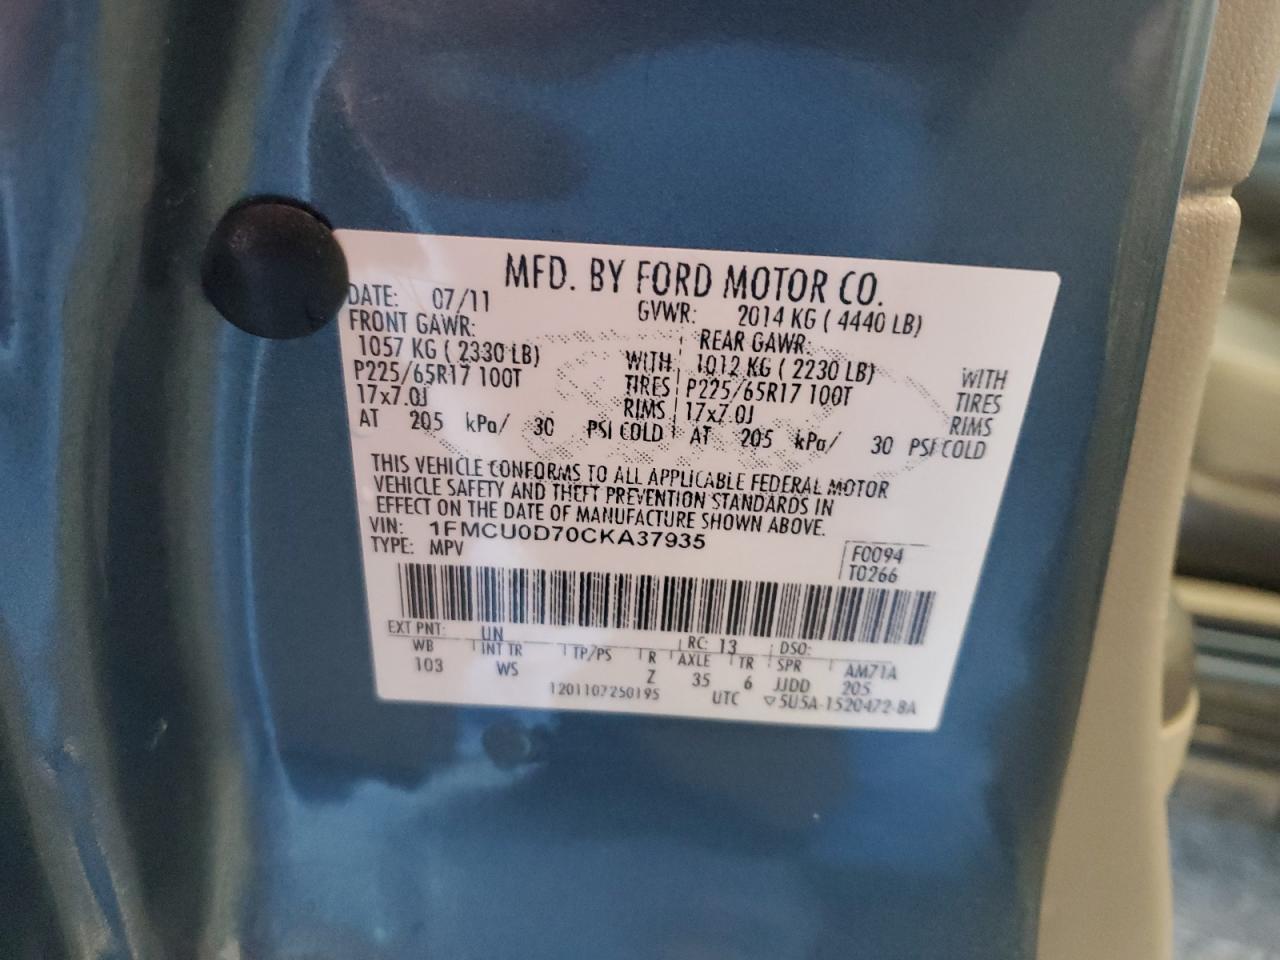 MFD. BY FORD MOTOR CO.
DATE: 07/11 GVWR: 2014 KG ( 4440 LB)
FRONT GAWR: REAR GAWR:
1057 KG ( 2330 LB) WITH 1012 KG ( 2230 LB) WITH
P225/65R17 100T TIRES P225/65R17 100T TIRES
17x7.0J RIMS 17x7.0J RIMS
AT 205 kPa/ 30 PSI COLD AT 205 kPa/ 30 PSI COLD
THIS VEHICLE CONFORMS TO ALL APPLICABLE FEDERAL MOTOR
VEHICLE SAFETY AND THEFT PREVENTION STANDARDS IN
EFFECT ON THE DATE OF MANUFACTURE SHOWN ABOVE.
VIN: 1FMCU0D70CKA37935
TYPE: MPV
F0094
T0266
EXT PNT: UN RC: 13 DSO:
WB INT TR TP/PS R AXLE TR SPR AM71A
103 WS Z 35 6 JJDD 205
1201107250195 UTC ▽5U5A-1520472-BA